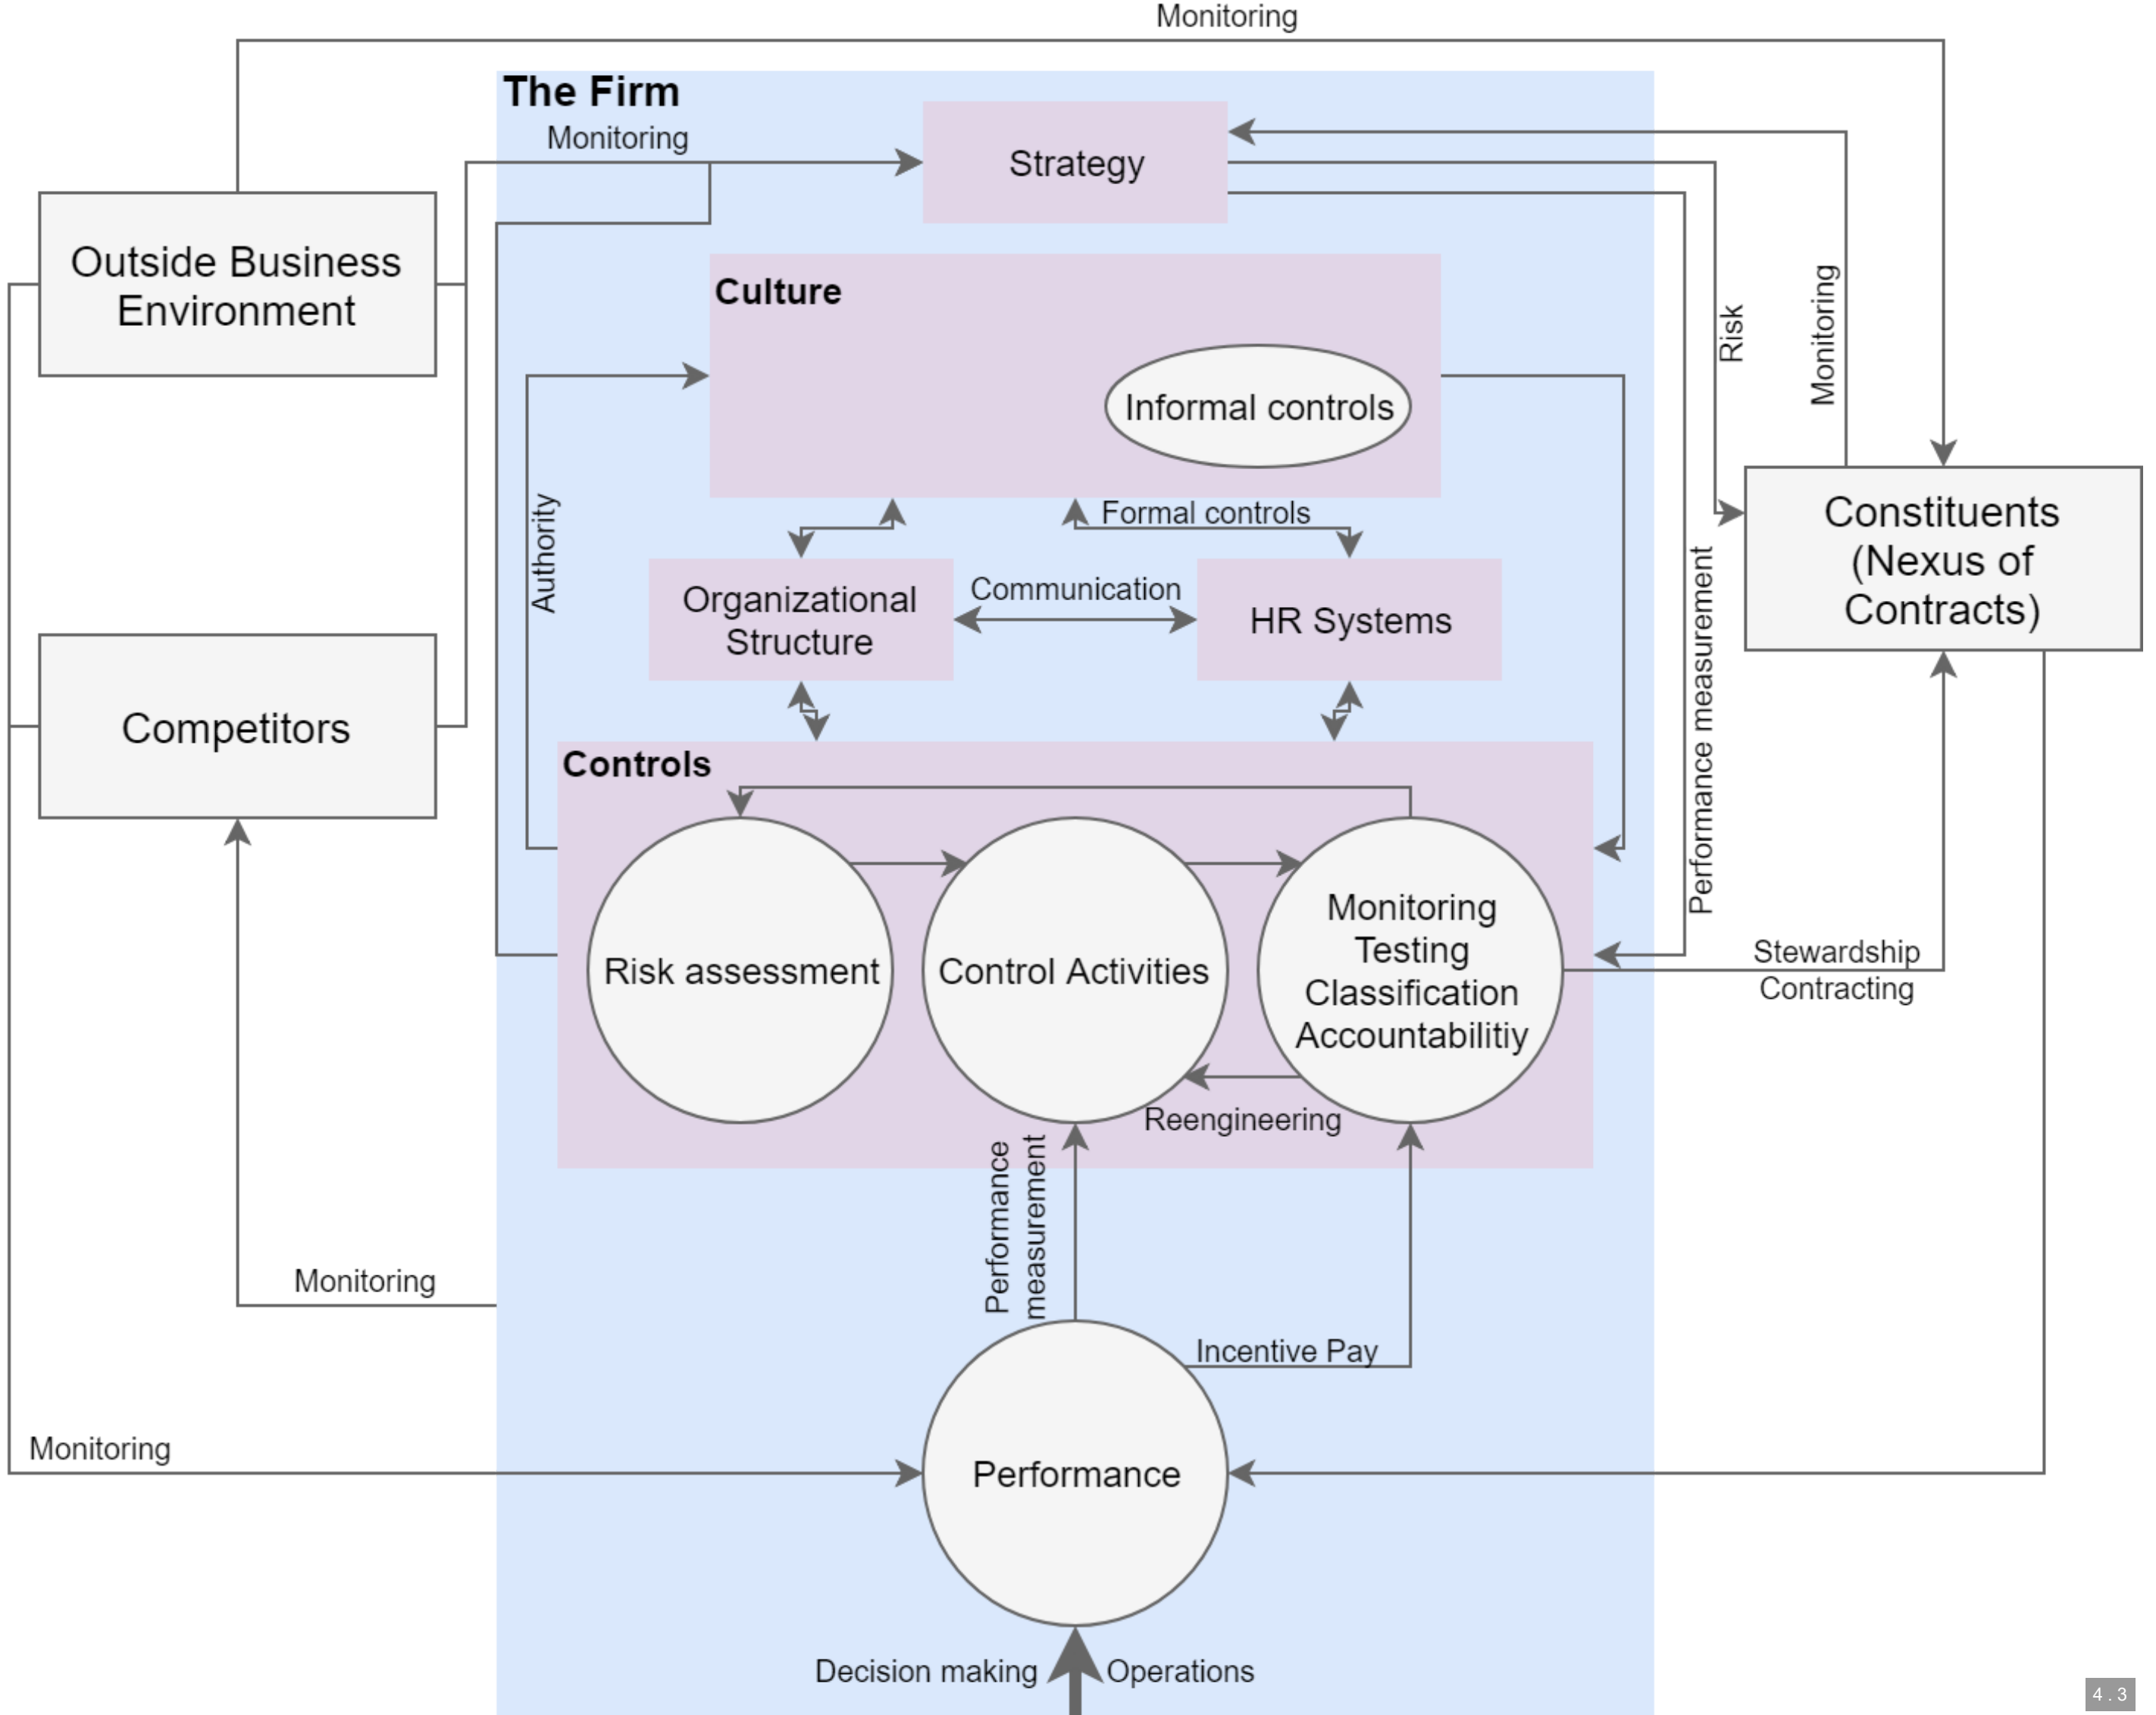 Monitoring
The Firm
Monitoring
Strategy
Outside Business
Environment
Culture
Informal controls
Risk
Monitoring
Authority
Formal controls
Constituents
(Nexus of
Contracts)
Organizational
Structure
Communication
HR Systems
Performance measurement
Competitors
Controls
Risk assessment
Control Activities
Monitoring
Testing
Classification
Accountabilitiy
Stewardship
Contracting
Reengineering
Performance
measurement
Monitoring
Incentive Pay
Monitoring
Performance
Decision making
Operations
4 . 3